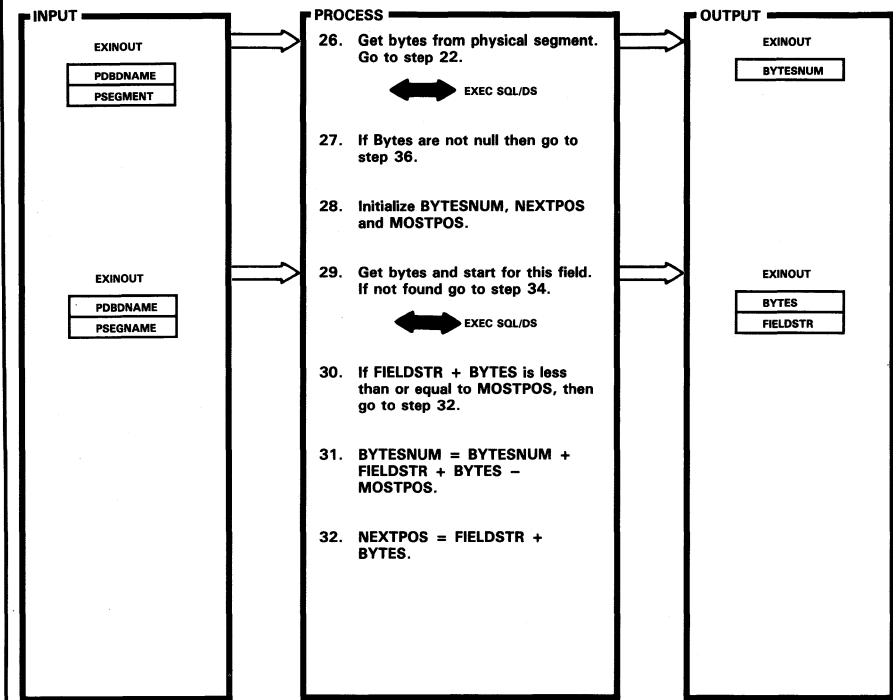 INPUT
EXINOUT
PDBDNAME
PSEGMENT
EXINOUT
PDBDNAME
PSEGNAME
PROCESS
26. Get bytes from physical segment.
Go to step 22.
EXEC SQL/DS
27. If Bytes are not null then go to
step 36.
28. Initialize BYTESNUM, NEXTPOS
and MOSTPOS.
29. Get bytes and start for this field.
If not found go to step 34.
EXEC SQL/DS
30. If FIELDSTR + BYTES is less
than or equal to MOSTPOS, then
go to step 32.
31. BYTESNUM = BYTESNUM +
FIELDSTR + BYTES −
MOSTPOS.
32. NEXTPOS = FIELDSTR +
BYTES.
OUTPUT
EXINOUT
BYTESNUM
EXINOUT
BYTES
FIELDSTR